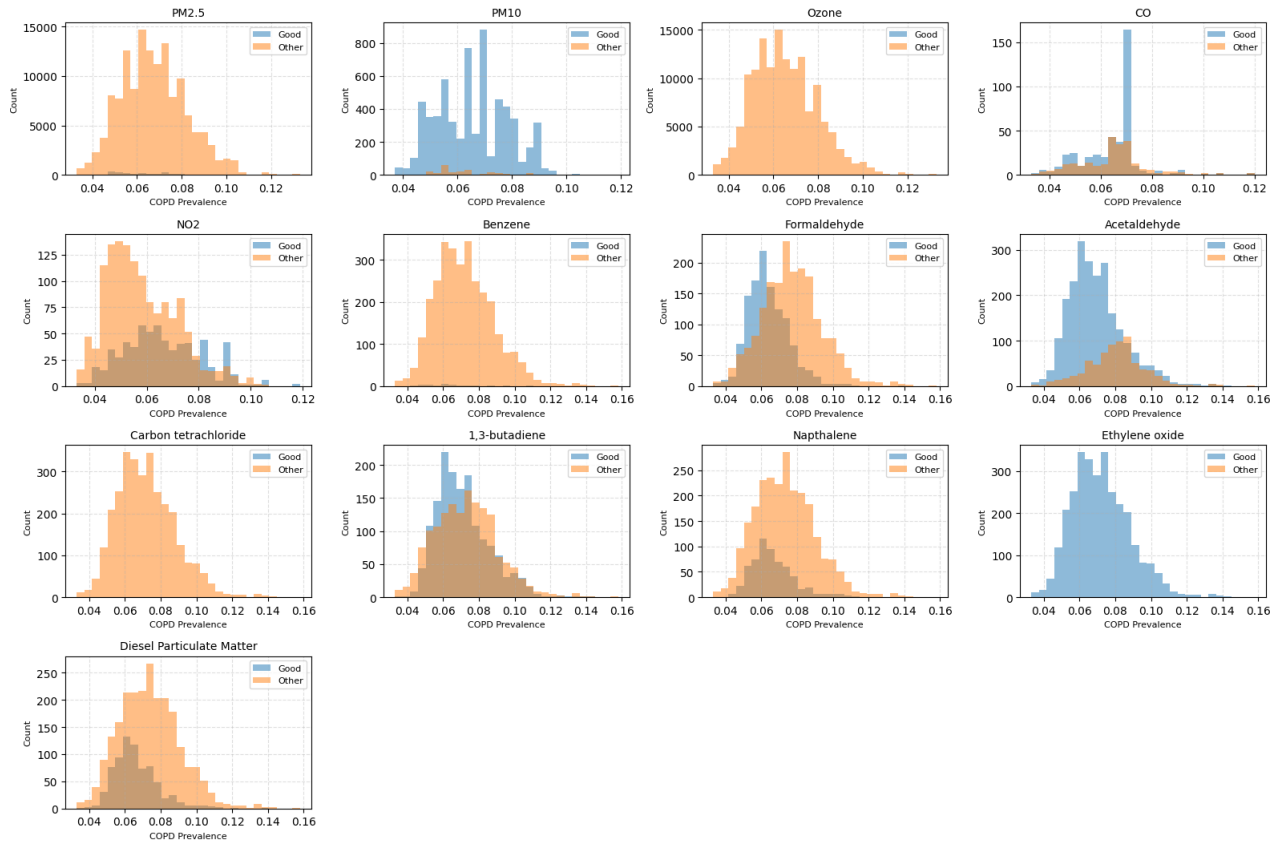 PM2.5
Good
Other
Count
15000
10000
5000
0
0.04 0.06 0.08 0.10 0.12
COPD Prevalence
PM10
Good
Other
Count
800
600
400
200
0
0.04 0.06 0.08 0.10 0.12
COPD Prevalence
Ozone
Good
Other
Count
15000
10000
5000
0
0.04 0.06 0.08 0.10 0.12
COPD Prevalence
CO
Good
Other
Count
150
100
50
0
0.04 0.06 0.08 0.10 0.12
COPD Prevalence
NO2
Good
Other
Count
125
100
75
50
25
0
0.04 0.06 0.08 0.10 0.12
COPD Prevalence
Benzene
Good
Other
Count
300
200
100
0
0.04 0.06 0.08 0.10 0.12 0.14 0.16
COPD Prevalence
Formaldehyde
Good
Other
Count
200
150
100
50
0
0.04 0.06 0.08 0.10 0.12 0.14 0.16
COPD Prevalence
Acetaldehyde
Good
Other
Count
300
200
100
0
0.04 0.06 0.08 0.10 0.12 0.14 0.16
COPD Prevalence
Carbon tetrachloride
Good
Other
Count
300
200
100
0
0.04 0.06 0.08 0.10 0.12 0.14 0.16
COPD Prevalence
1,3-butadiene
Good
Other
Count
200
150
100
50
0
0.04 0.06 0.08 0.10 0.12 0.14 0.16
COPD Prevalence
Napthalene
Good
Other
Count
250
200
150
100
50
0
0.04 0.06 0.08 0.10 0.12 0.14 0.16
COPD Prevalence
Ethylene oxide
Good
Other
Count
300
200
100
0
0.04 0.06 0.08 0.10 0.12 0.14 0.16
COPD Prevalence
Diesel Particulate Matter
Good
Other
Count
250
200
150
100
50
0
0.04 0.06 0.08 0.10 0.12 0.14 0.16
COPD Prevalence